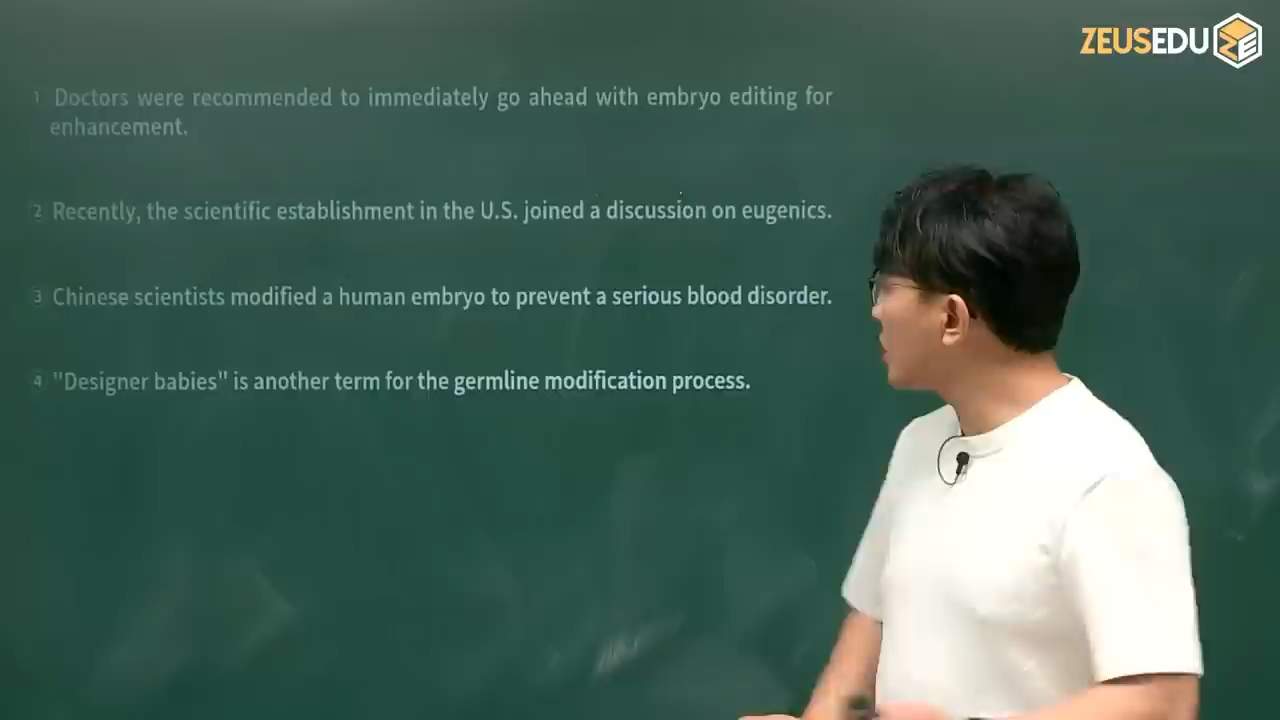 ZEUSEDU
① Doctors were recommended to immediately go ahead with embryo editing for
enhancement.
② Recently, the scientific establishment in the U.S. joined a discussion on eugenics.
③ Chinese scientists modified a human embryo to prevent a serious blood disorder.
④ "Designer babies" is another term for the germline modification process.